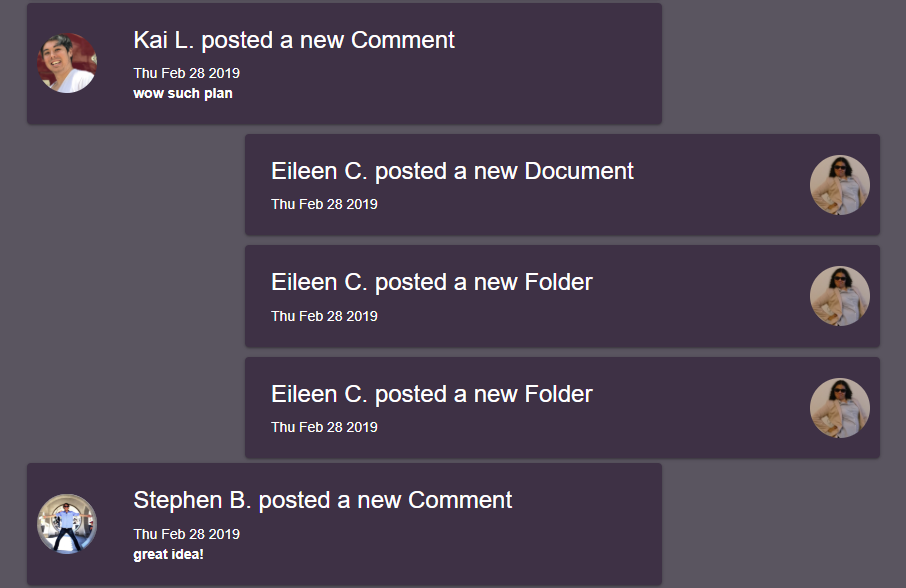 Kai L. posted a new Comment
Thu Feb 28 2019
wow such plan
Eileen C. posted a new Document
Thu Feb 28 2019
Eileen C. posted a new Folder
Thu Feb 28 2019
Eileen C. posted a new Folder
Thu Feb 28 2019
Stephen B. posted a new Comment
Thu Feb 28 2019
great idea!